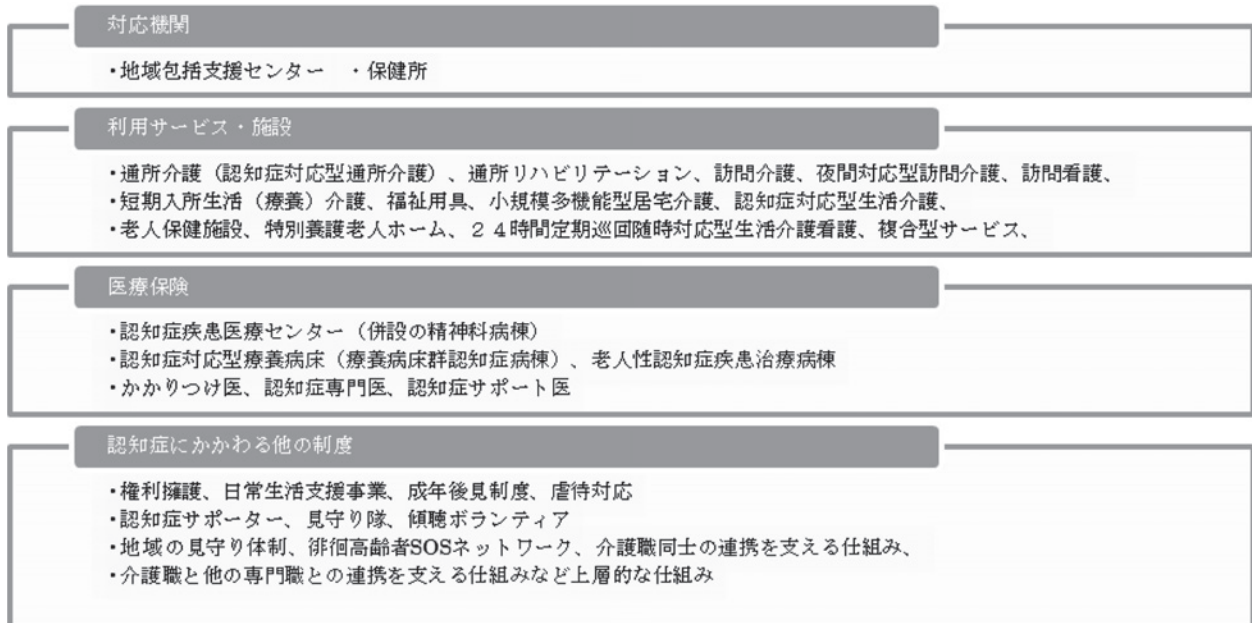 対応機関
・地域包括支援センター　・保健所
利用サービス・施設
・通所介護（認知症対応型通所介護）、通所リハビリテーション、訪問介護、夜間対応型訪問介護、訪問看護、
・短期入所生活（療養）介護、福祉用具、小規模多機能型居宅介護、認知症対応型生活介護、
・老人保健施設、特別養護老人ホーム、２４時間定期巡回随時対応型生活介護看護、複合型サービス、
医療保険
・認知症疾患医療センター（併設の精神科病棟）
・認知症対応型療養病床（療養病床群認知症病棟）、老人性認知症疾患治療病棟
・かかりつけ医、認知症専門医、認知症サポート医
認知症にかかわる他の制度
・権利擁護、日常生活支援事業、成年後見制度、虐待対応
・認知症サポーター、見守り隊、傾聴ボランティア
・地域の見守り体制、徘徊高齢者SOSネットワーク、介護職同士の連携を支える仕組み、
・介護職と他の専門職との連携を支える仕組みなど上層的な仕組み